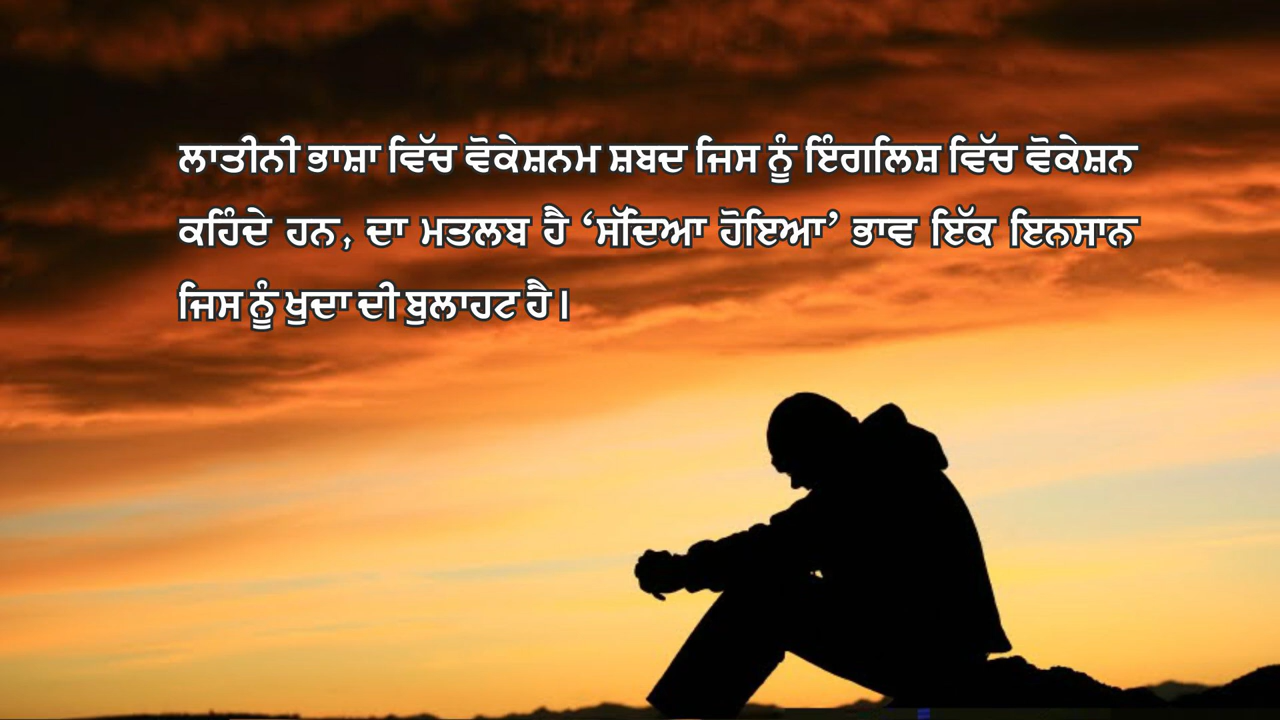 ਲਾਤੀਨੀ ਭਾਸ਼ਾ ਵਿੱਚ ਵੋਕੇਸ਼ਨਮ ਸ਼ਬਦ ਜਿਸ ਨੂੰ ਇੰਗਲਿਸ਼ ਵਿੱਚ ਵੋਕੇਸ਼ਨ
ਕਹਿੰਦੇ ਹਨ, ਦਾ ਮਤਲਬ ਹੈ ‘ਸੱਦਿਆ ਹੋਇਆ’ ਭਾਵ ਇੱਕ ਇਨਸਾਨ
ਜਿਸ ਨੂੰ ਖੁਦਾ ਦੀ ਬੁਲਾਹਟ ਹੈ।